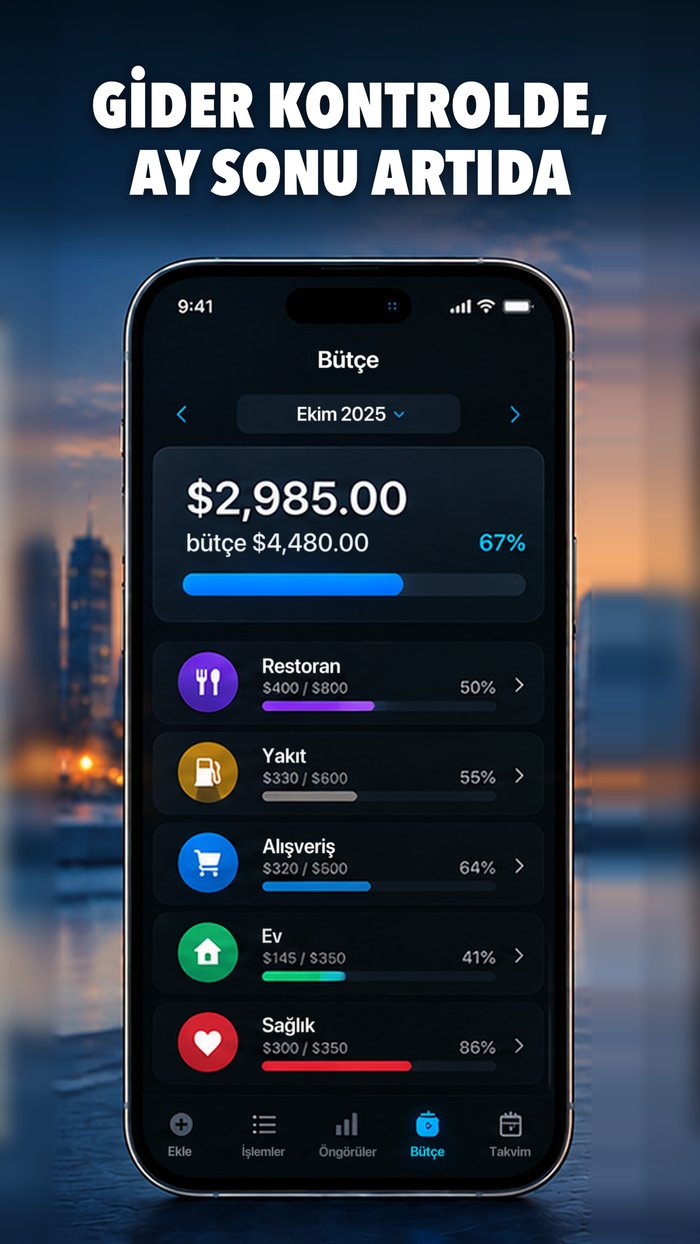 GİDER KONTROLDE,
AY SONU ARTIDA
9:41
Bütçe
Ekim 2025
$2,985.00
bütçe $4,480.00
67%
Restoran
$400 / $800
50%
Yakıt
$330 / $600
55%
Alışveriş
$320 / $600
64%
Ev
$145 / $350
41%
Sağlık
$300 / $350
86%
Ekle
İşlemler
Öngörüler
Bütçe
Takvim